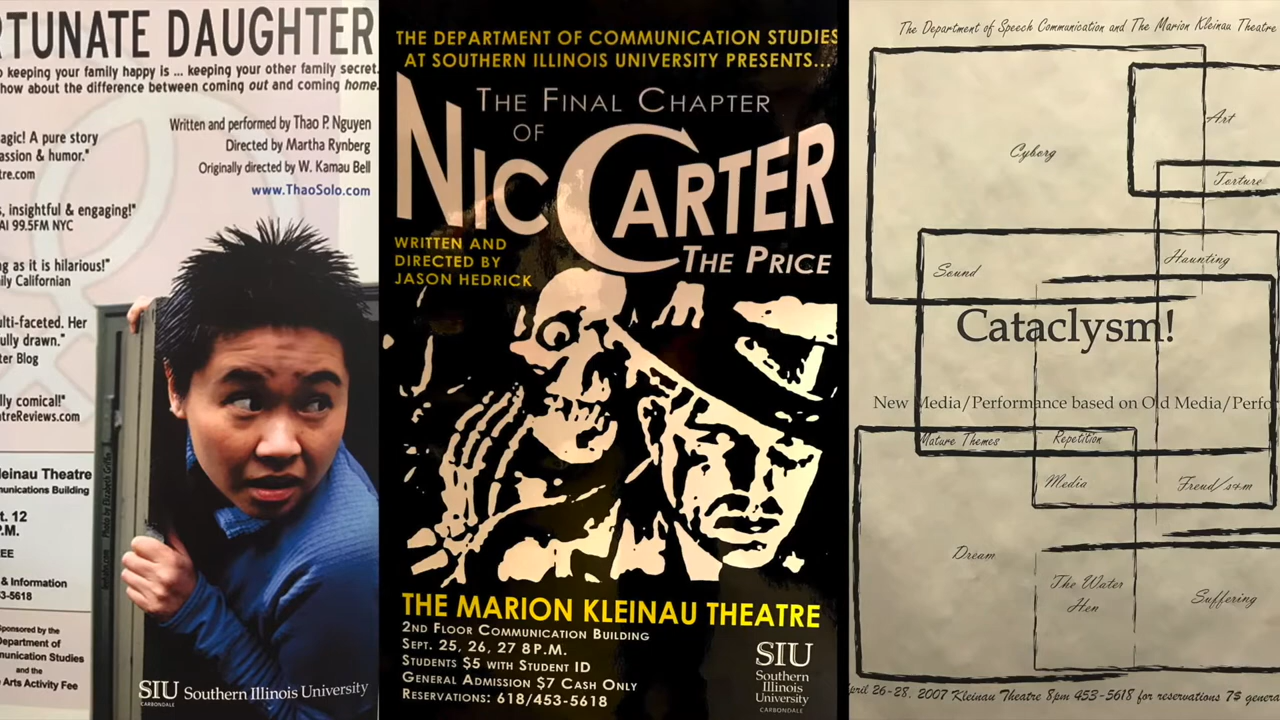 RTUNATE DAUGHTER
keeping your family happy is ... keeping your other family secret.
how about the difference between coming out and coming home.
Written and performed by Thao P. Nguyen
Directed by Martha Rynberg
Originally directed by W. Kamau Bell
www.ThaoSolo.com
agic! A pure story
assion & humor."
tre.com
s, insightful & engaging!"
AI 99.5FM NYC
ng as it is hilarious!"
ily Californian
ulti-faceted. Her
ully drawn."
ter Blog
lly comical!"
atreReviews.com
leinau Theatre
munications Building
t. 12
P.M.
EE
& Information
53-5618
Sponsored by the
Department of
munication Studies
and the
Arts Activity Fee
SIU Southern Illinois University
CARBONDALE
THE DEPARTMENT OF COMMUNICATION STUDIES
AT SOUTHERN ILLINOIS UNIVERSITY PRESENTS...
THE FINAL CHAPTER
OF
NIC CARTER
THE PRICE
WRITTEN AND
DIRECTED BY
JASON HEDRICK
THE MARION KLEINAU THEATRE
2ND FLOOR COMMUNICATION BUILDING
SEPT. 25, 26, 27 8 P.M.
STUDENTS $5 WITH STUDENT ID
GENERAL ADMISSION $7 CASH ONLY
RESERVATIONS: 618/453-5618
SIU
Southern
Illinois
University
CARBONDALE
The Department of Speech Communication and The Marion Kleinau Theatre
Art
Cyborg
Torture
Haunting
Sound
Cataclysm!
New Media/Performance based on Old Media/Perfo
Mature Themes
Repetition
Media
Freud/s&m
Dream
The Water
Hen
Suffering
april 26-28, 2007 Kleinau Theatre 8pm 453-5618 for reservations 7$ genera